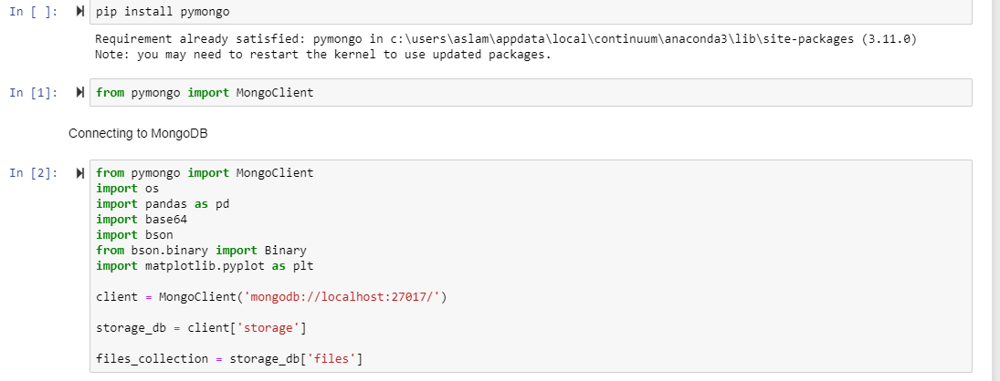 In [ ]: pip install pymongo
Requirement already satisfied: pymongo in c:\users\aslam\appdata\local\continuum\anaconda3\lib\site-packages (3.11.0)
Note: you may need to restart the kernel to use updated packages.
In [1]: from pymongo import MongoClient
Connecting to MongoDB
In [2]: from pymongo import MongoClient
import os
import pandas as pd
import base64
import bson
from bson.binary import Binary
import matplotlib.pyplot as plt
client = MongoClient('mongodb://localhost:27017/')
storage_db = client['storage']
files_collection = storage_db['files']